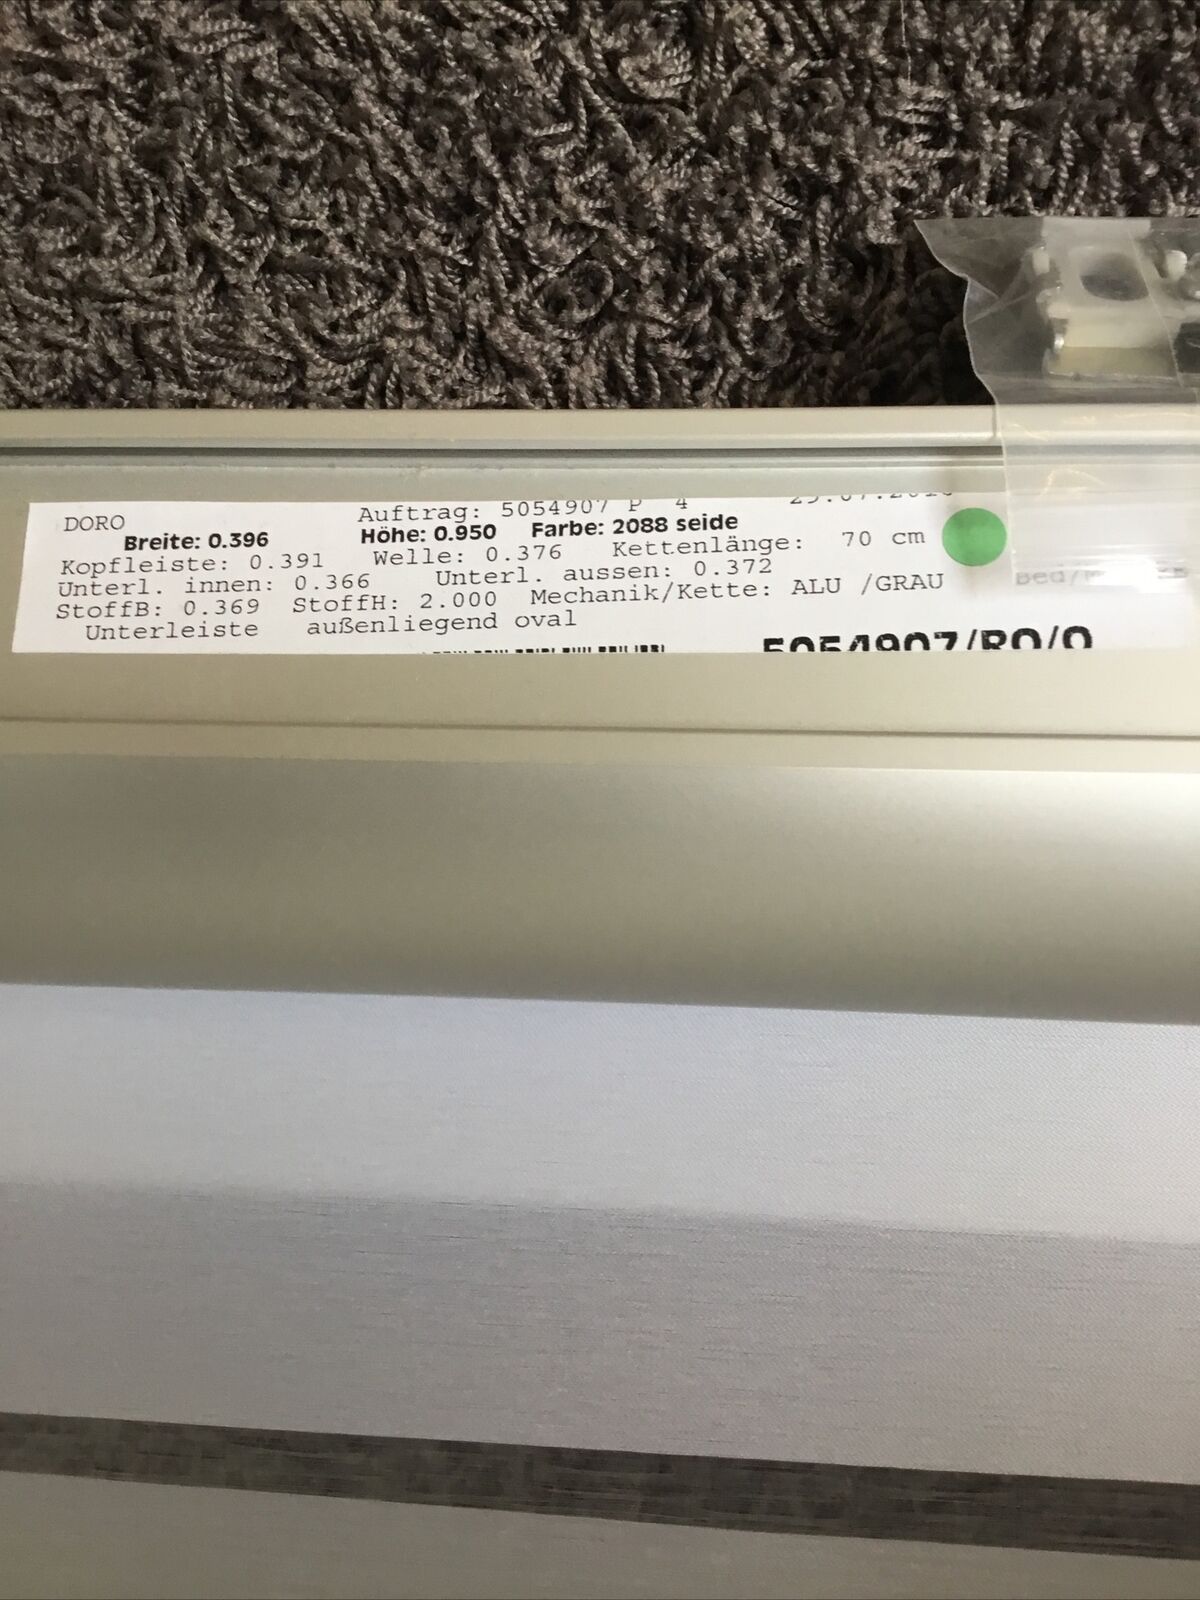 DORO Auftrag: 5054907 P 4
Breite: 0.396 Höhe: 0.950 Farbe: 2088 seide
Kopfleiste: 0.391 Welle: 0.376 Kettenlänge: 70 cm
Unterl. innen: 0.366 Unterl. aussen: 0.372
StoffB: 0.369 StoffH: 2.000 Mechanik/Kette: ALU /GRAU
Unterleiste außenliegend oval
5054907/RO/O